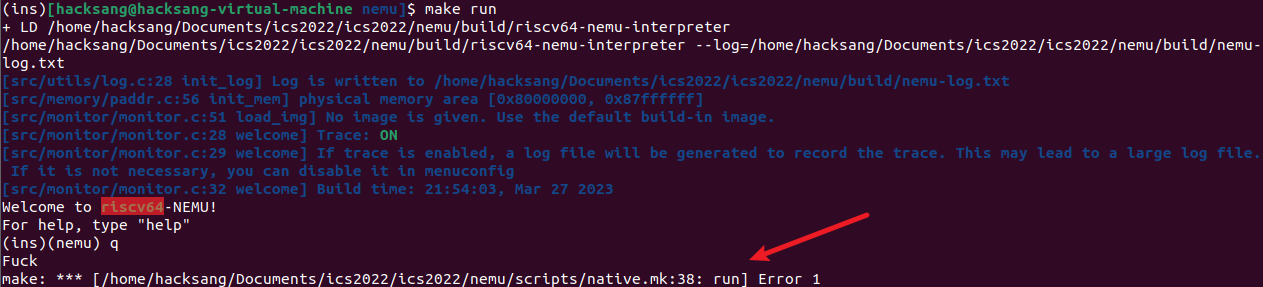 (ins)[hacksang@hacksang-virtual-machine nemu]$ make run
+ LD /home/hacksang/Documents/ics2022/ics2022/nemu/build/riscv64-nemu-interpreter
/home/hacksang/Documents/ics2022/ics2022/nemu/build/riscv64-nemu-interpreter --log=/home/hacksang/Documents/ics2022/ics2022/nemu/build/nemu-
log.txt
[src/utils/log.c:28 init_log] Log is written to /home/hacksang/Documents/ics2022/ics2022/nemu/build/nemu-log.txt
[src/memory/paddr.c:56 init_mem] physical memory area [0x80000000, 0x87ffffff]
[src/monitor/monitor.c:51 load_img] No image is given. Use the default build-in image.
[src/monitor/monitor.c:28 welcome] Trace: ON
[src/monitor/monitor.c:29 welcome] If trace is enabled, a log file will be generated to record the trace. This may lead to a large log file.
If it is not necessary, you can disable it in menuconfig
[src/monitor/monitor.c:32 welcome] Build time: 21:54:03, Mar 27 2023
Welcome to riscv64-NEMU!
For help, type "help"
(ins)(nemu) q
Fuck
make: *** [/home/hacksang/Documents/ics2022/ics2022/nemu/scripts/native.mk:38: run] Error 1